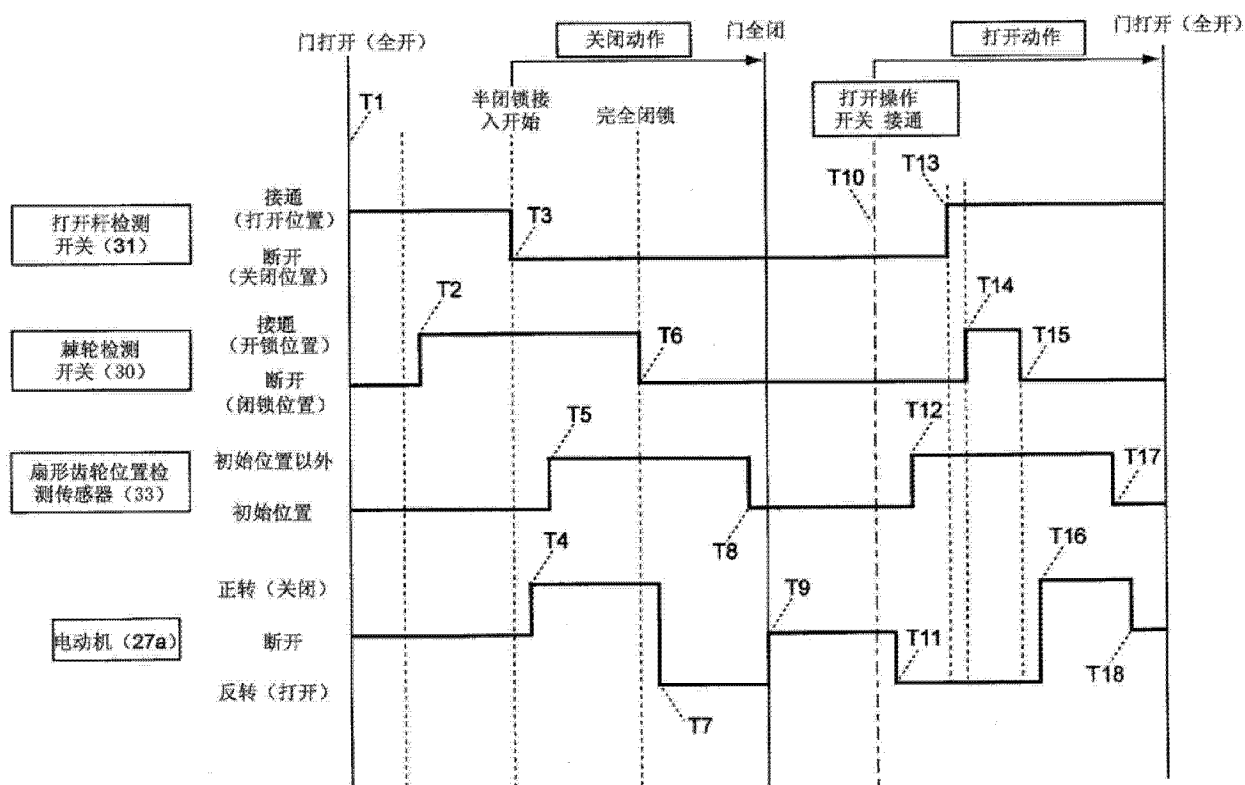 门打开（全开）
关闭动作
门全闭
打开动作
门打开（全开）
T1
半闭锁接
入开始
完全闭锁
打开操作
开关 接通
T10
T13
打开杆检测
开关（31）
接通
（打开位置）
断开
（关闭位置）
T3
T2
T14
棘轮检测
开关（30）
接通
（开锁位置）
断开
（闭锁位置）
T6
T15
T5
T12
扇形齿轮位置检
测传感器（33）
初始位置以外
初始位置
T17
T4
T8
T16
正转（关闭）
T9
电动机（27a）
断开
T11
T18
反转（打开）
T7